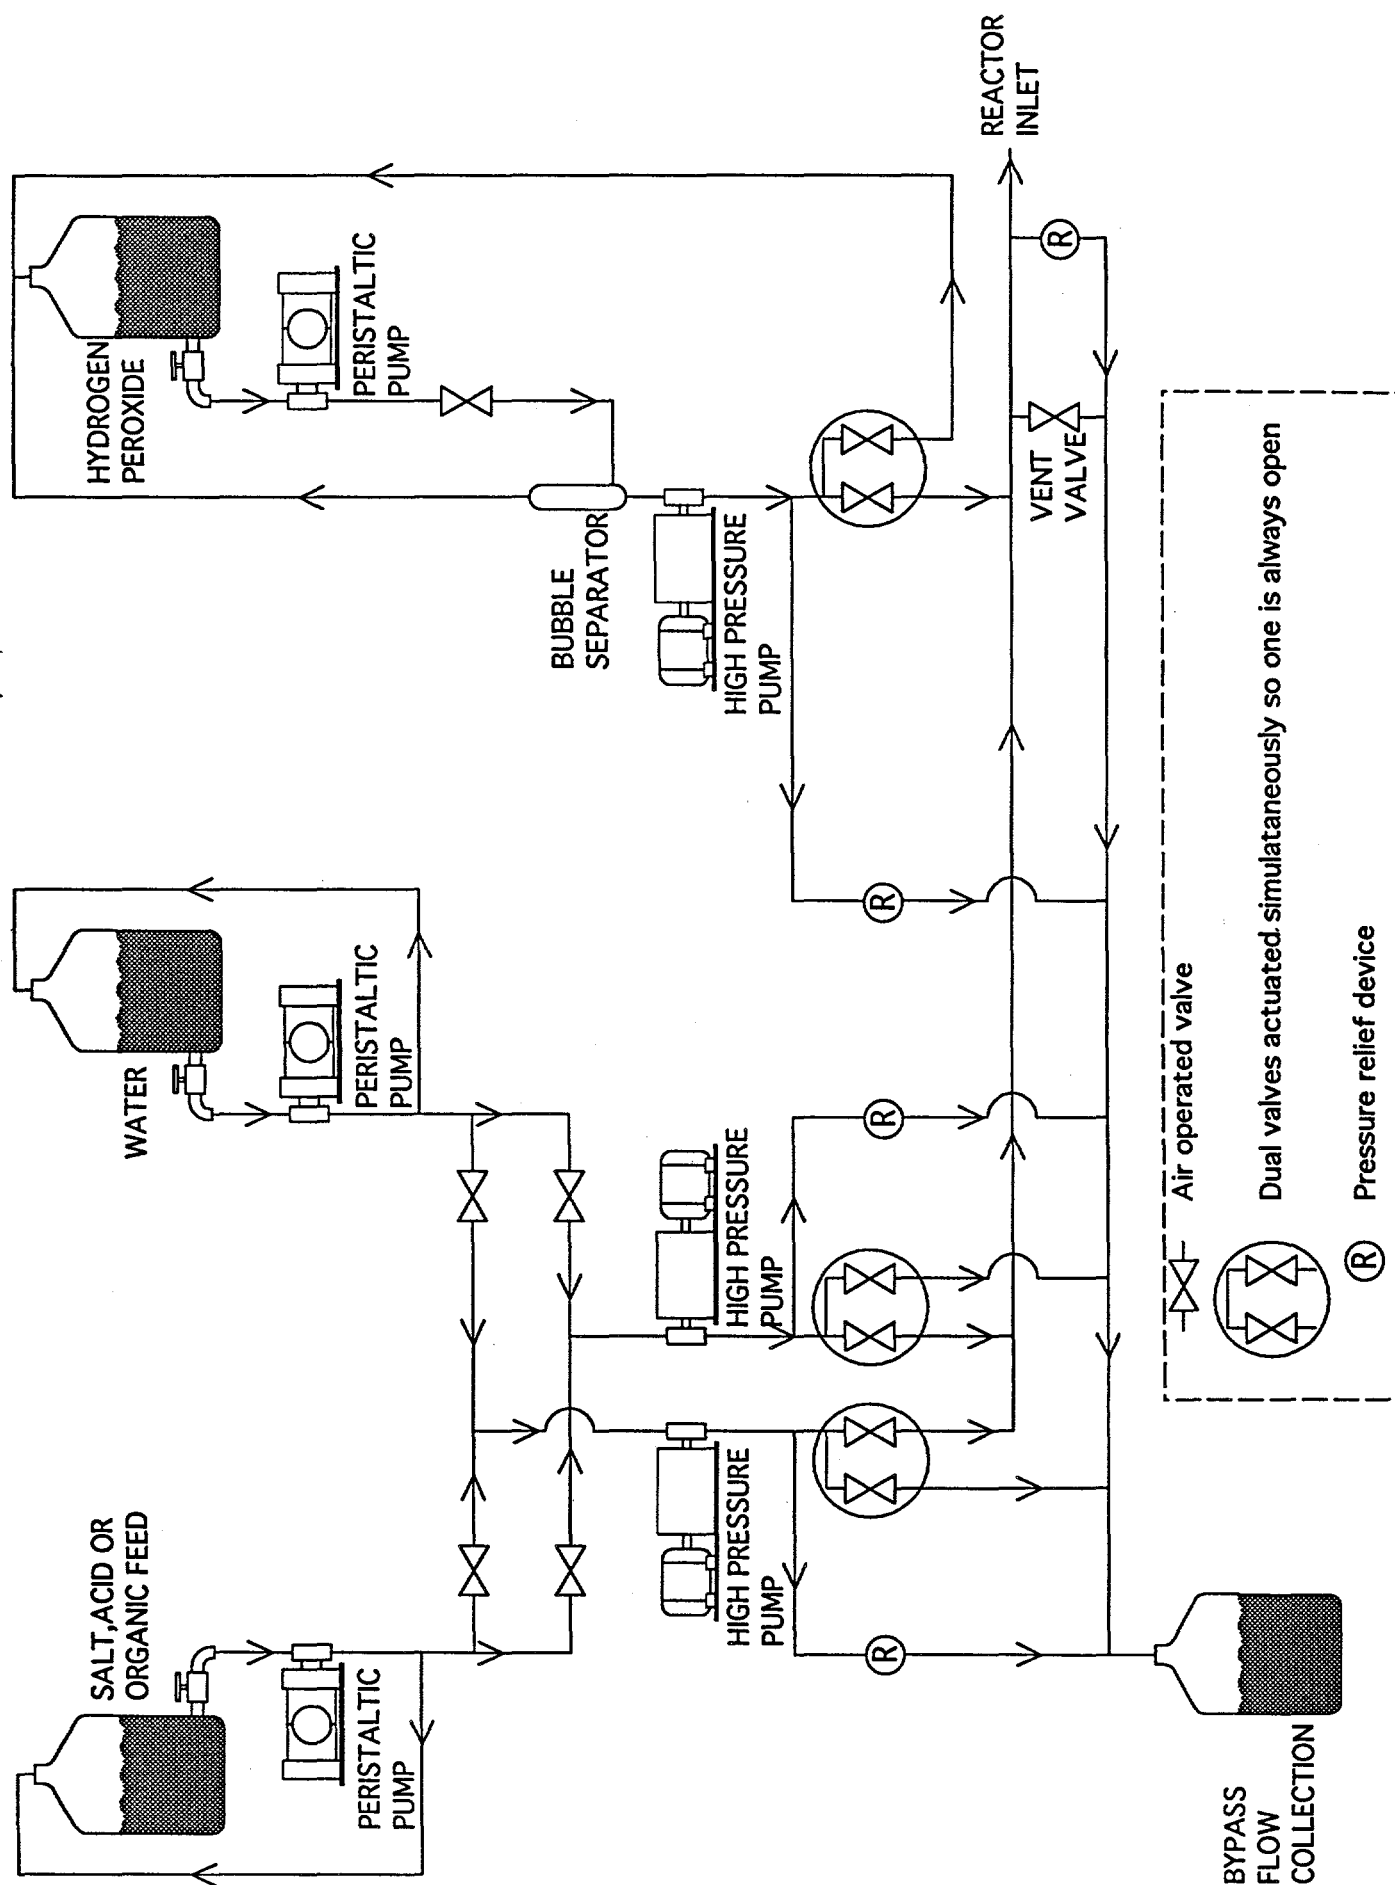 SALT,ACID OR
ORGANIC FEED
WATER
HYDROGEN
PEROXIDE
PERISTALTIC
PUMP
PERISTALTIC
PUMP
PERISTALTIC
PUMP
BUBBLE
SEPARATOR
HIGH PRESSURE
PUMP
HIGH PRESSURE
PUMP
HIGH PRESSURE
PUMP
R
R
R
R
REACTOR
INLET
VENT
VALVE
BYPASS
FLOW
COLLECTION
Air operated valve
Dual valves actuated simulataneously so one is always open
R
Pressure relief device